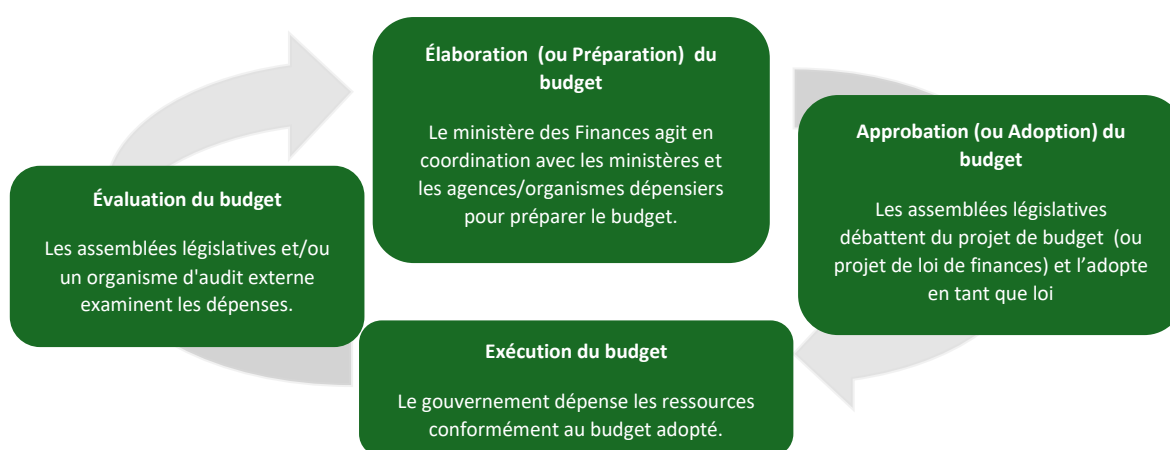 Élaboration (ou Préparation) du
budget
Le ministère des Finances agit en
coordination avec les ministères et
les agences/organismes dépensiers
pour préparer le budget.
Approbation (ou Adoption) du
budget
Les assemblées législatives
débattent du projet de budget (ou
projet de loi de finances) et l’adopte
en tant que loi
Exécution du budget
Le gouvernement dépense les ressources
conformément au budget adopté.
Évaluation du budget
Les assemblées législatives et/ou
un organisme d'audit externe
examinent les dépenses.